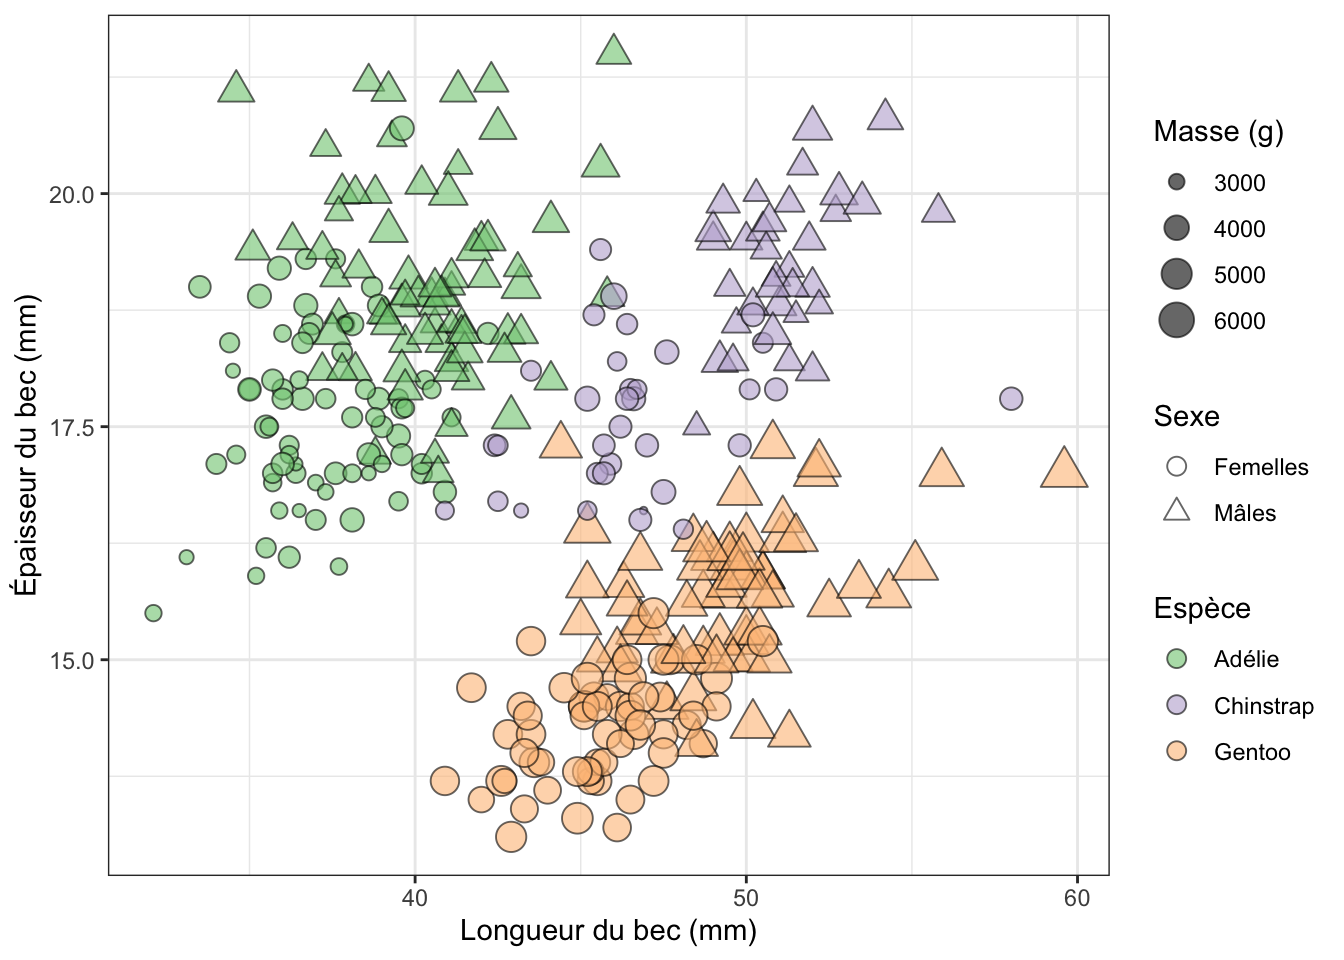 20.0
17.5
15.0
40
50
60
Épaisseur du bec (mm)
Longueur du bec (mm)
Masse (g)
3000
4000
5000
6000
Sexe
Femelles
Mâles
Espèce
Adélie
Chinstrap
Gentoo